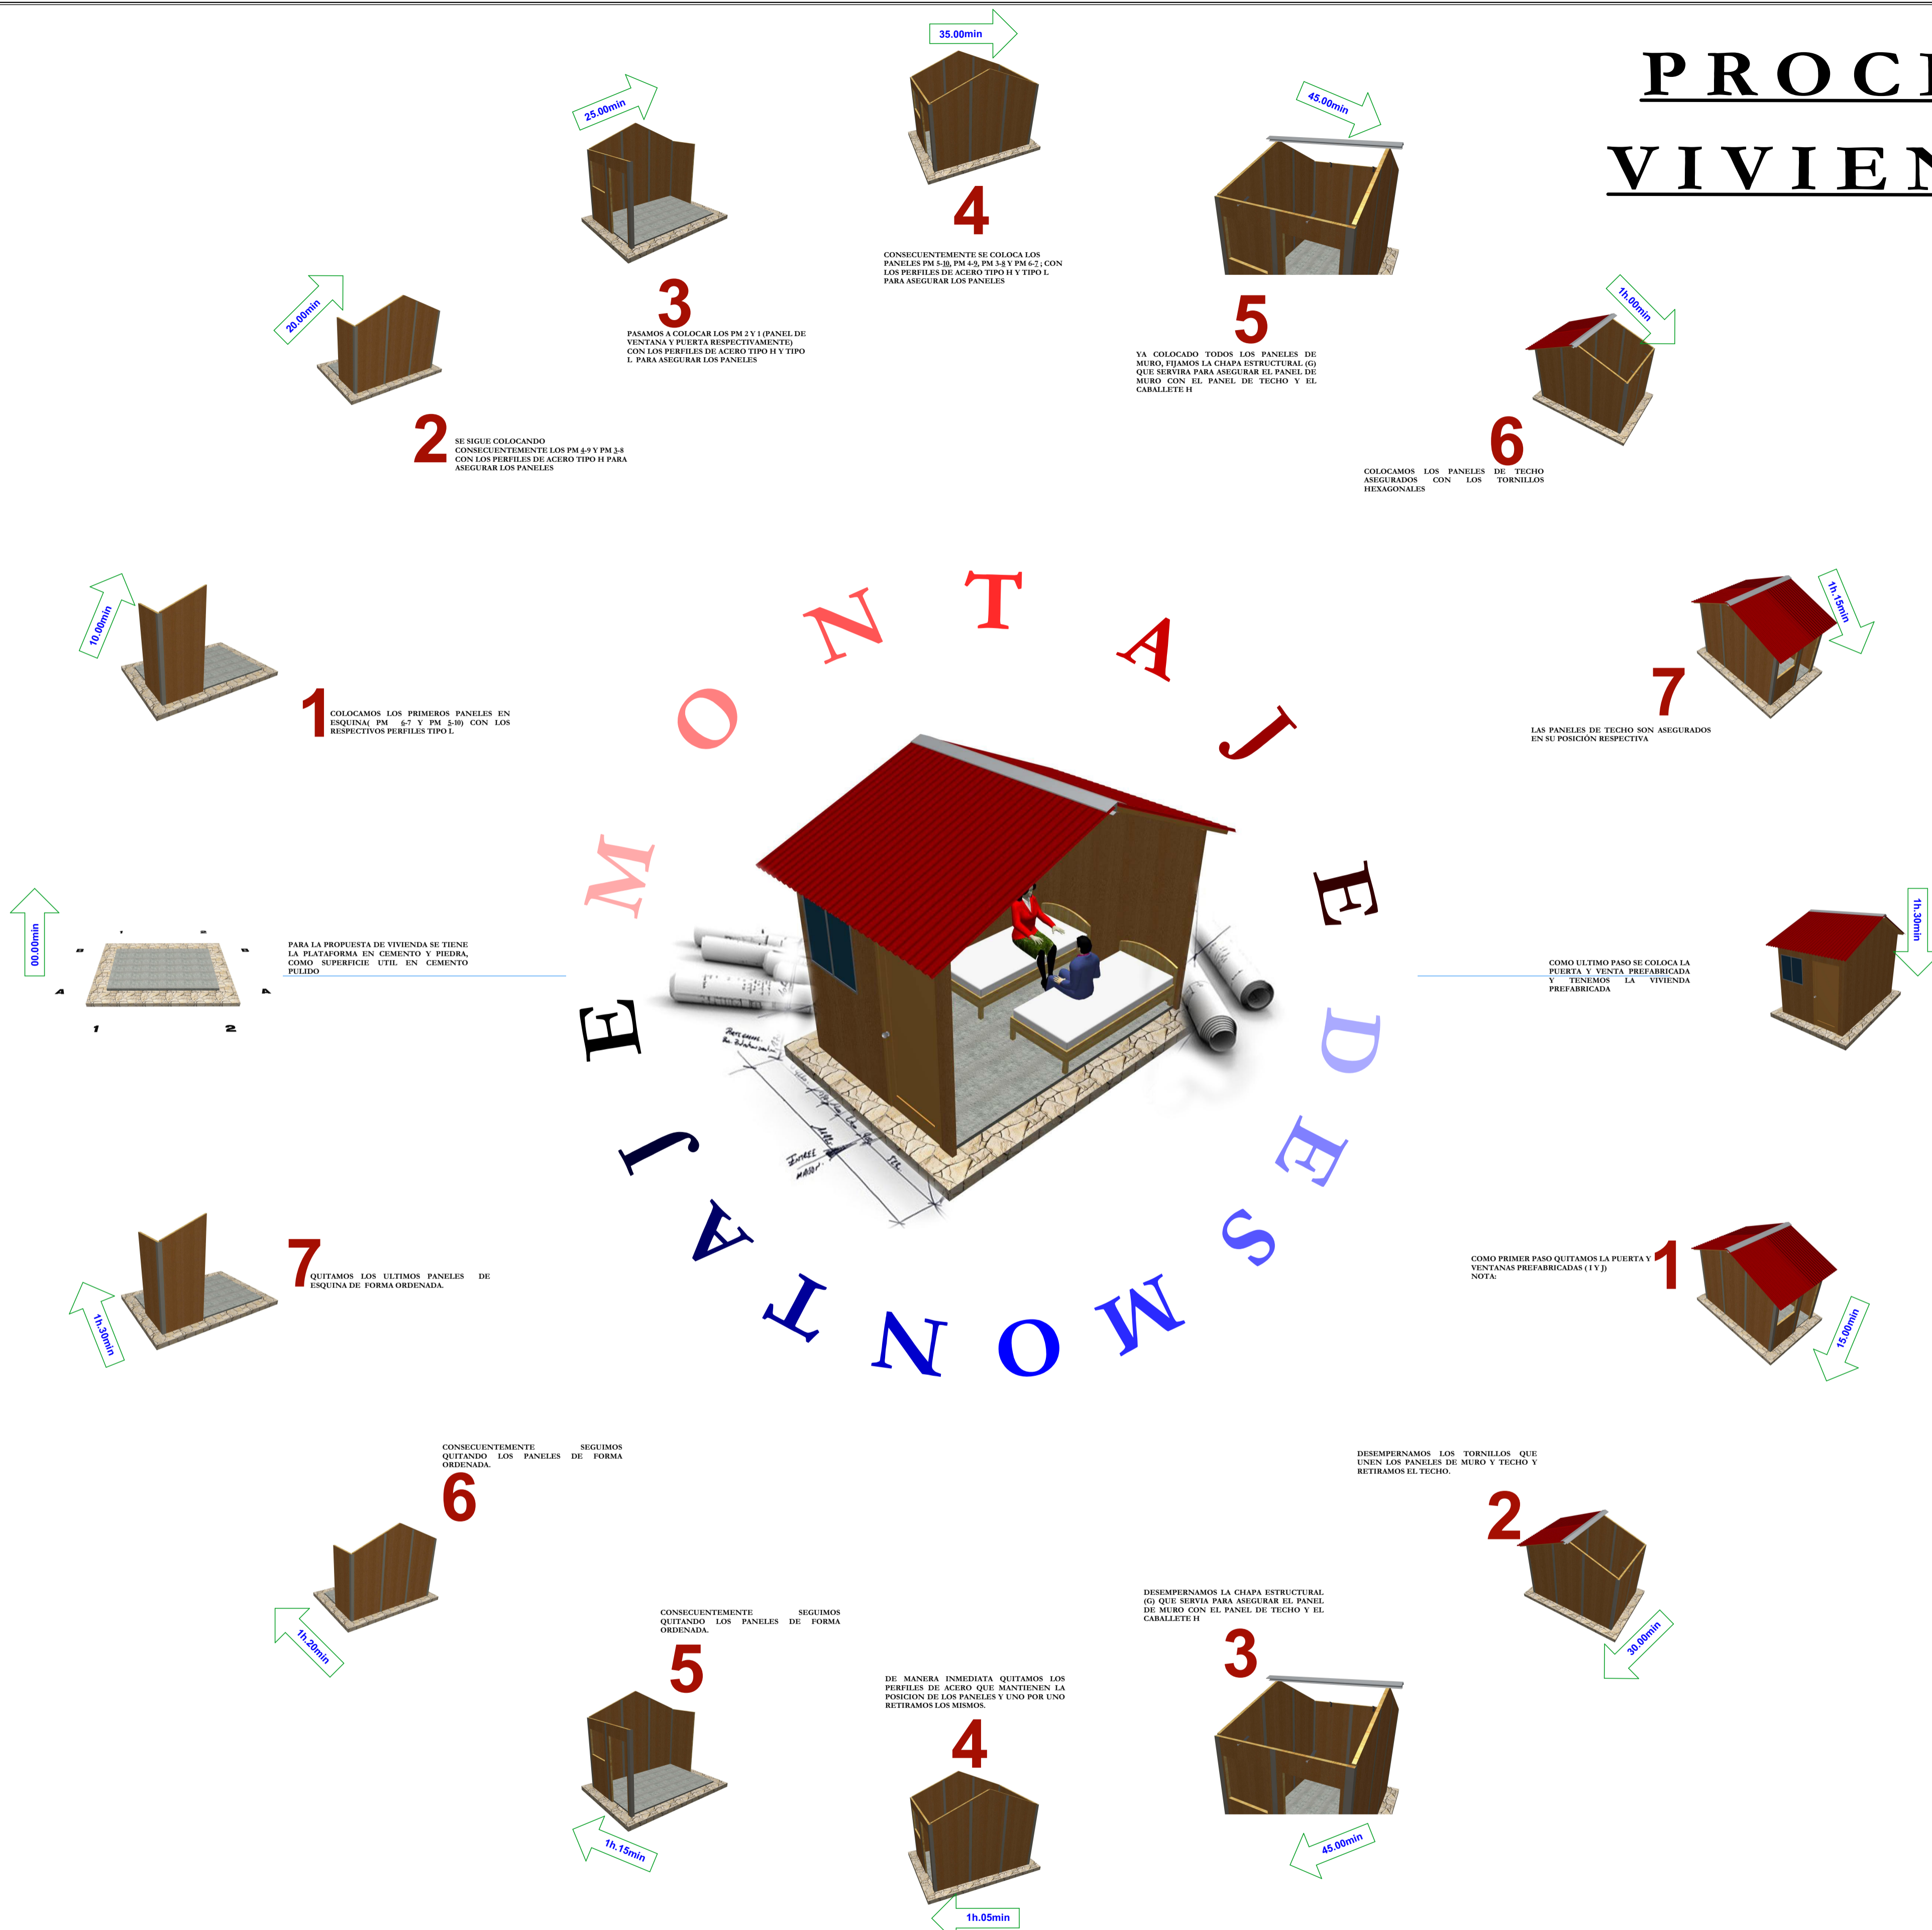 PROCE
VIVIEN
35.00min
25.00min
45.00min
4
CONSECUENTEMENTE SE COLOCA LOS
PANELES PM 5-10, PM 4-9, PM 3-8 Y PM 6-7 ; CON
LOS PERFILES DE ACERO TIPO H Y TIPO L
PARA ASEGURAR LOS PANELES
20.00min
3
PASAMOS A COLOCAR LOS PM 2 Y 1 (PANEL DE
VENTANA Y PUERTA RESPECTIVAMENTE)
CON LOS PERFILES DE ACERO TIPO H Y TIPO
L PARA ASEGURAR LOS PANELES
5
YA COLOCADO TODOS LOS PANELES DE
MURO, FIJAMOS LA CHAPA ESTRUCTURAL (G)
QUE SERVIRA PARA ASEGURAR EL PANEL DE
MURO CON EL PANEL DE TECHO Y EL
CABALLETE H
1h.00min
2
SE SIGUE COLOCANDO
CONSECUENTEMENTE LOS PM 4-9 Y PM 3-8
CON LOS PERFILES DE ACERO TIPO H PARA
ASEGURAR LOS PANELES
6
COLOCAMOS LOS PANELES DE TECHO
ASEGURADOS CON LOS TORNILLOS
HEXAGONALES
10.00min
1
COLOCAMOS LOS PRIMEROS PANELES EN
ESQUINA( PM 6-7 Y PM 5-10) CON LOS
RESPECTIVOS PERFILES TIPO L
MONTAJE
1h.15min
7
LAS PANELES DE TECHO SON ASEGURADOS
EN SU POSICIÓN RESPECTIVA
00.00min
1 2
B B
A A
1 2
PARA LA PROPUESTA DE VIVIENDA SE TIENE
LA PLATAFORMA EN CEMENTO Y PIEDRA,
COMO SUPERFICIE UTIL EN CEMENTO
PULIDO
COMO ULTIMO PASO SE COLOCA LA
PUERTA Y VENTA PREFABRICADA
Y TENEMOS LA VIVIENDA
PREFABRICADA
1h.30min
DESMONTAJE
7
QUITAMOS LOS ULTIMOS PANELES DE
ESQUINA DE FORMA ORDENADA.
1h.30min
COMO PRIMER PASO QUITAMOS LA PUERTA Y
VENTANAS PREFABRICADAS ( I Y J)
NOTA:
1
15.00min
CONSECUENTEMENTE SEGUIMOS
QUITANDO LOS PANELES DE FORMA
ORDENADA.
6
1h.20min
DESEMPERNAMOS LOS TORNILLOS QUE
UNEN LOS PANELES DE MURO Y TECHO Y
RETIRAMOS EL TECHO.
2
30.00min
CONSECUENTEMENTE SEGUIMOS
QUITANDO LOS PANELES DE FORMA
ORDENADA.
5
1h.15min
DESEMPERNAMOS LA CHAPA ESTRUCTURAL
(G) QUE SERVIA PARA ASEGURAR EL PANEL
DE MURO CON EL PANEL DE TECHO Y EL
CABALLETE H
3
45.00min
DE MANERA INMEDIATA QUITAMOS LOS
PERFILES DE ACERO QUE MANTIENEN LA
POSICION DE LOS PANELES Y UNO POR UNO
RETIRAMOS LOS MISMOS.
4
1h.05min